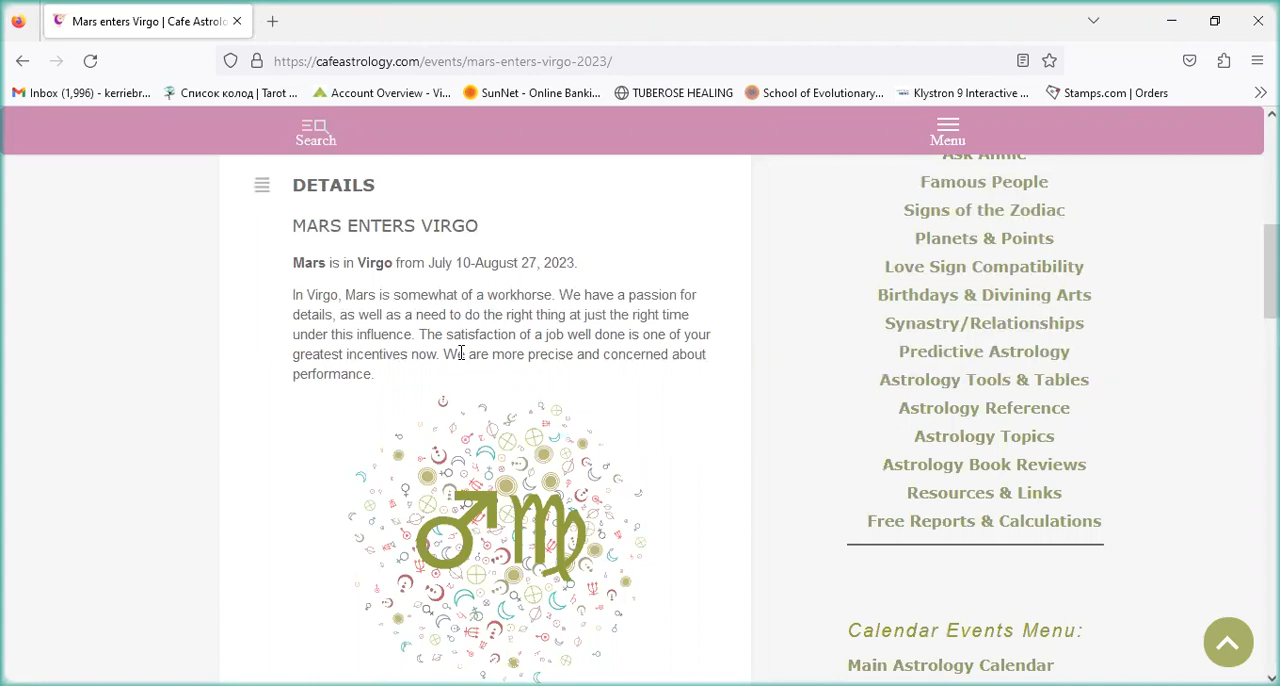 Mars enters Virgo | Cafe Astrolo
https://cafeastrology.com/events/mars-enters-virgo-2023/
Inbox (1,996) - kerriebr...
Список колод | Tarot ...
Account Overview - Vi...
SunNet - Online Banki...
TUBEROSE HEALING
School of Evolutionary...
Klystron 9 Interactive ...
Stamps.com | Orders
Search
Menu
DETAILS
MARS ENTERS VIRGO
Mars is in Virgo from July 10-August 27, 2023.
In Virgo, Mars is somewhat of a workhorse. We have a passion for
details, as well as a need to do the right thing at just the right time
under this influence. The satisfaction of a job well done is one of your
greatest incentives now. We are more precise and concerned about
performance.
Ask Annie
Famous People
Signs of the Zodiac
Planets & Points
Love Sign Compatibility
Birthdays & Divining Arts
Synastry/Relationships
Predictive Astrology
Astrology Tools & Tables
Astrology Reference
Astrology Topics
Astrology Book Reviews
Resources & Links
Free Reports & Calculations
Calendar Events Menu:
Main Astrology Calendar